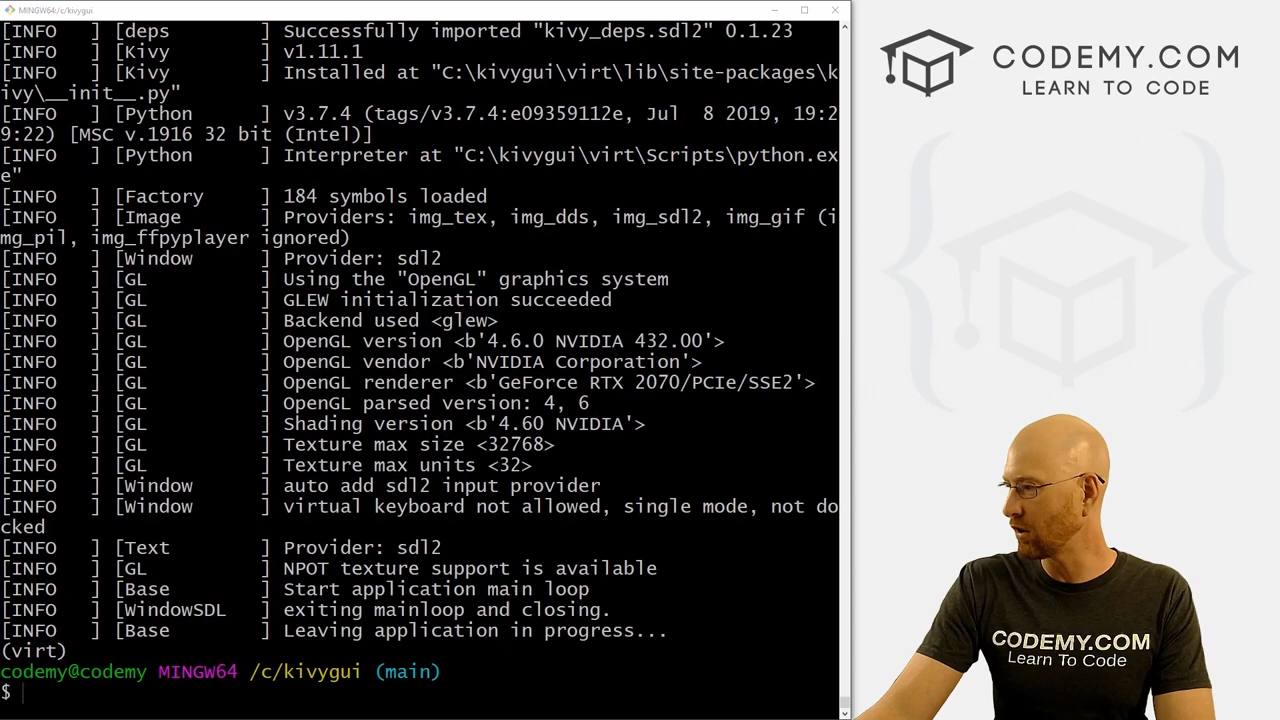 MINGW64:/c/kivygui
[INFO   ] [deps        ] Successfully imported "kivy_deps.sdl2" 0.1.23
[INFO   ] [Kivy        ] v1.11.1
[INFO   ] [Kivy        ] Installed at "C:\kivygui\virt\lib\site-packages\k
ivy\__init__.py"
[INFO   ] [Python      ] v3.7.4 (tags/v3.7.4:e09359112e, Jul  8 2019, 19:2
9:22) [MSC v.1916 32 bit (Intel)]
[INFO   ] [Python      ] Interpreter at "C:\kivygui\virt\Scripts\python.ex
e"
[INFO   ] [Factory     ] 184 symbols loaded
[INFO   ] [Image       ] Providers: img_tex, img_dds, img_sdl2, img_gif (i
mg_pil, img_ffpyplayer ignored)
[INFO   ] [Window      ] Provider: sdl2
[INFO   ] [GL          ] Using the "OpenGL" graphics system
[INFO   ] [GL          ] GLEW initialization succeeded
[INFO   ] [GL          ] Backend used <glew>
[INFO   ] [GL          ] OpenGL version <b'4.6.0 NVIDIA 432.00'>
[INFO   ] [GL          ] OpenGL vendor <b'NVIDIA Corporation'>
[INFO   ] [GL          ] OpenGL renderer <b'GeForce RTX 2070/PCIe/SSE2'>
[INFO   ] [GL          ] OpenGL parsed version: 4, 6
[INFO   ] [GL          ] Shading version <b'4.60 NVIDIA'>
[INFO   ] [GL          ] Texture max size <32768>
[INFO   ] [GL          ] Texture max units <32>
[INFO   ] [Window      ] auto add sdl2 input provider
[INFO   ] [Window      ] virtual keyboard not allowed, single mode, not do
cked
[INFO   ] [Text        ] Provider: sdl2
[INFO   ] [GL          ] NPOT texture support is available
[INFO   ] [Base        ] Start application main loop
[INFO   ] [WindowSDL   ] exiting mainloop and closing.
[INFO   ] [Base        ] Leaving application in progress...
(virt)
codemy@codemy MINGW64 /c/kivygui (main)
$
CODEMY.COM
LEARN TO CODE
CODEMY.COM
Learn To Code